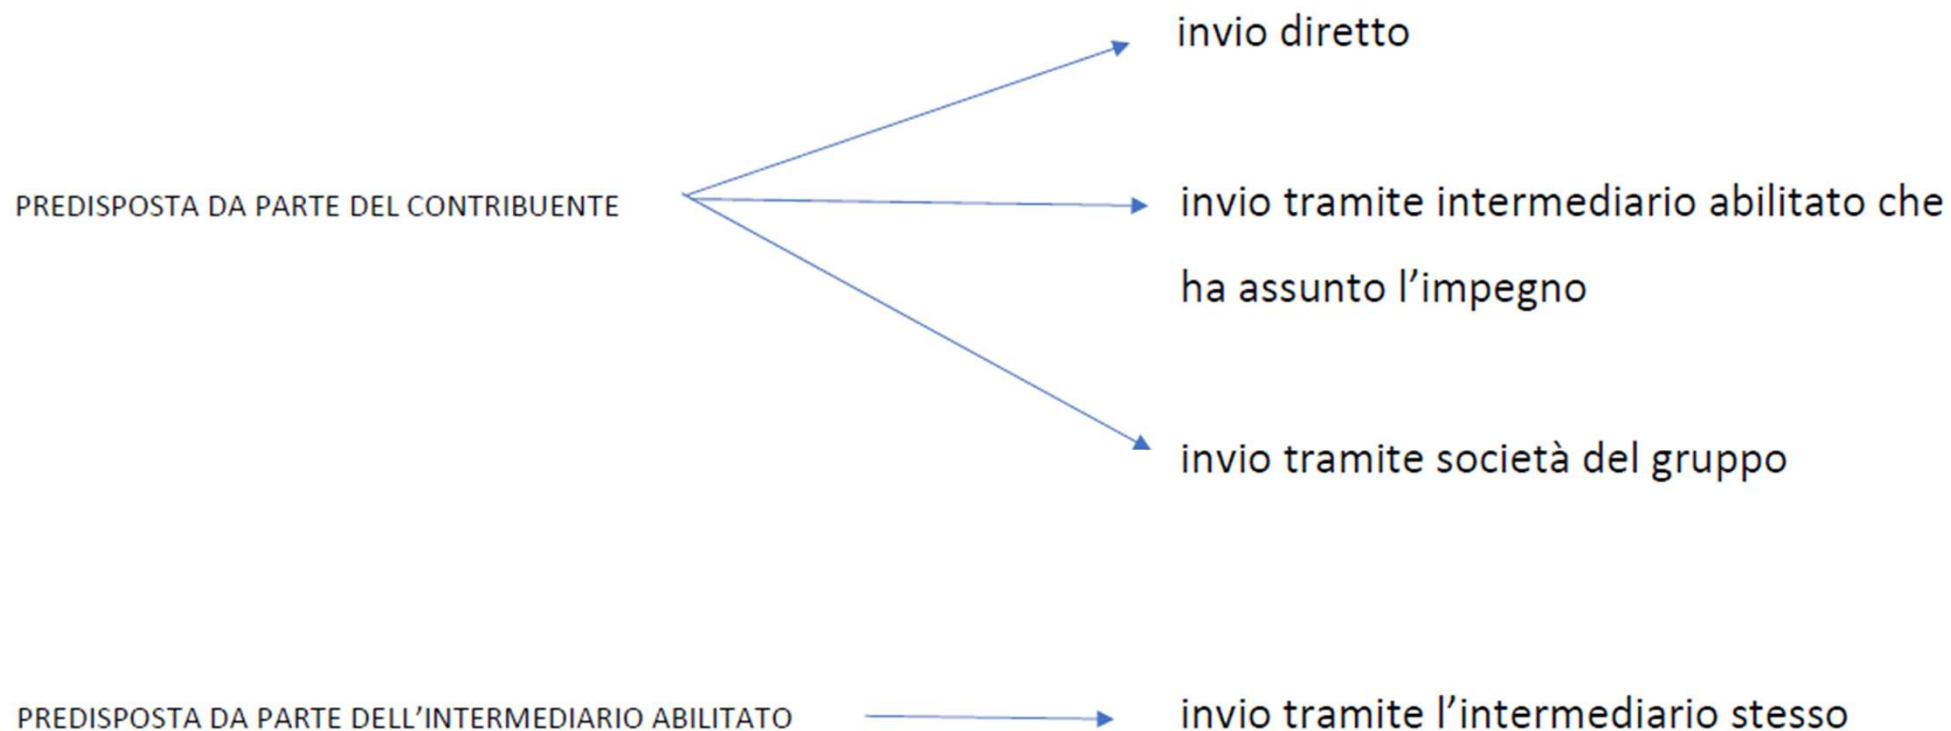 invio diretto
PREDISPOSTA DA PARTE DEL CONTRIBUENTE
invio tramite intermediario abilitato che
ha assunto l’impegno
invio tramite società del gruppo
PREDISPOSTA DA PARTE DELL’INTERMEDIARIO ABILITATO
invio tramite l’intermediario stesso